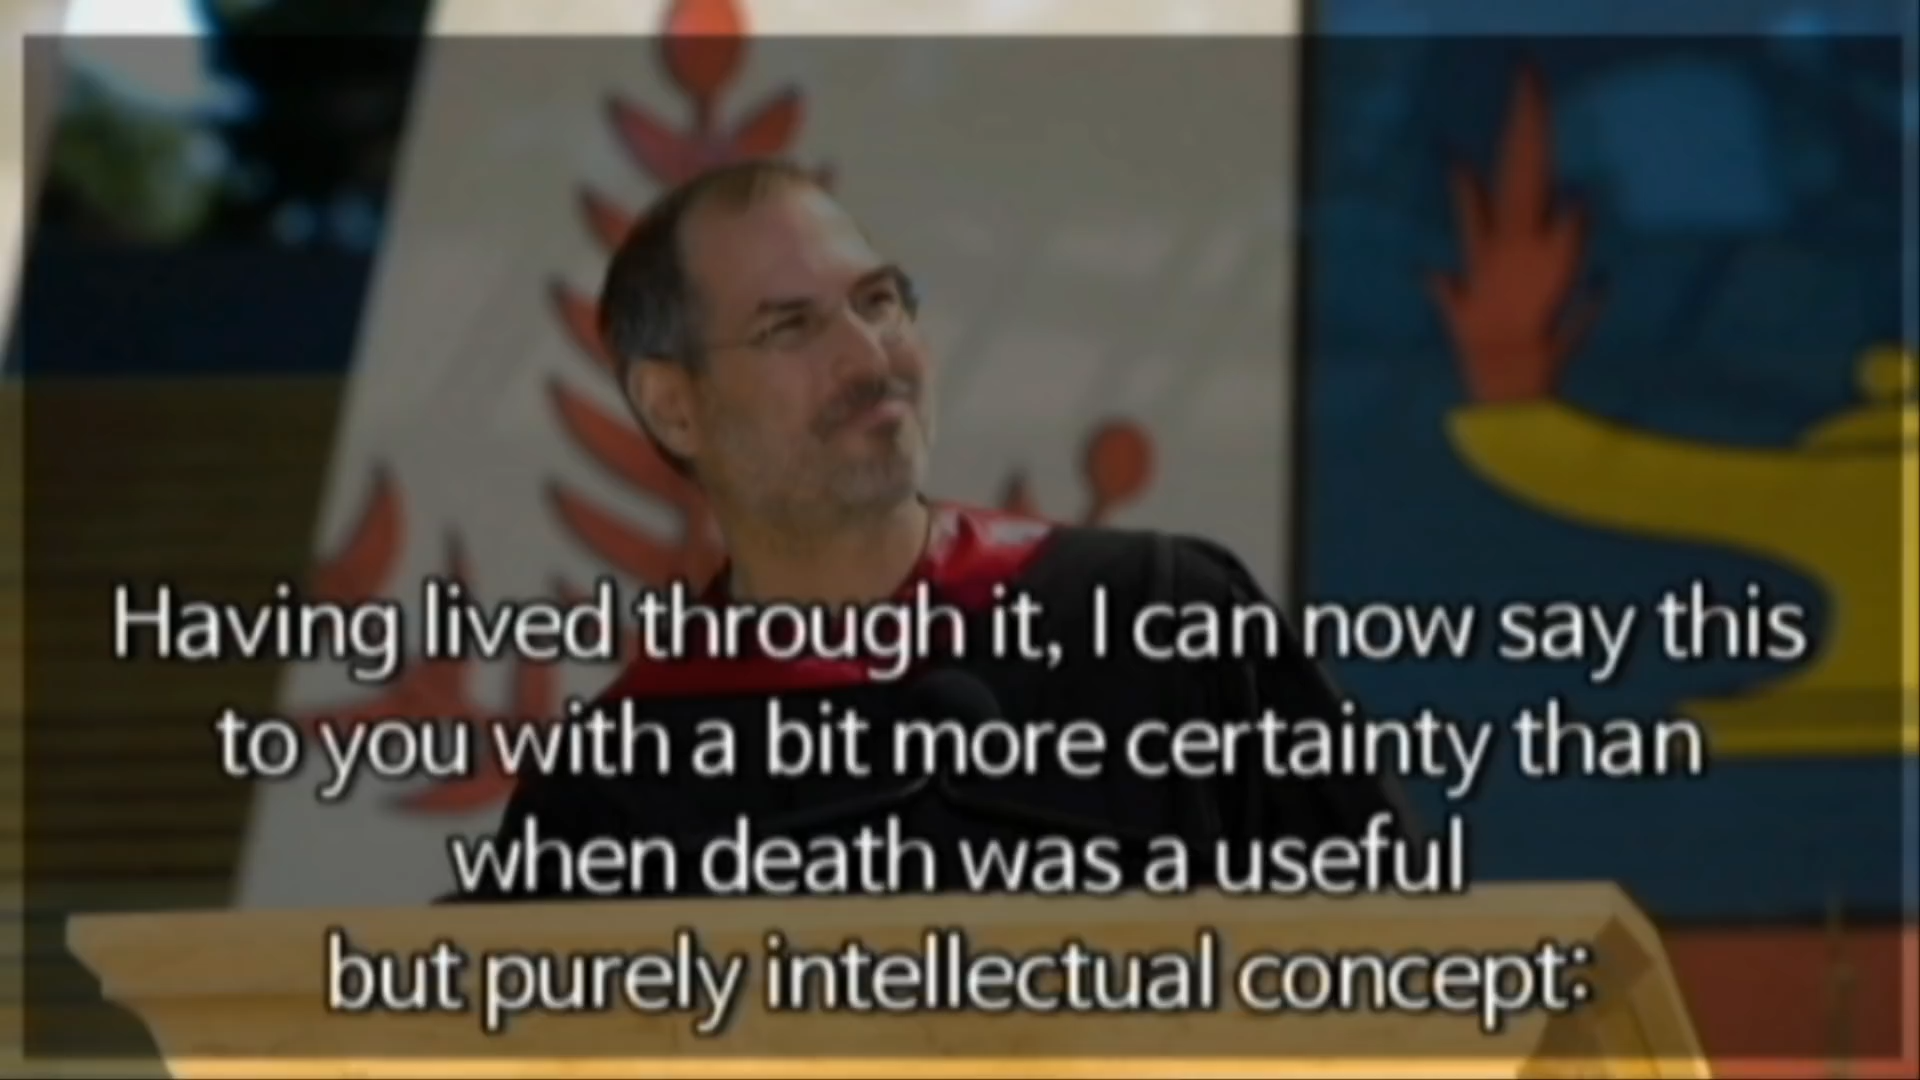 Having lived through it, I can now say this
to you with a bit more certainty than
when death was a useful
but purely intellectual concept: